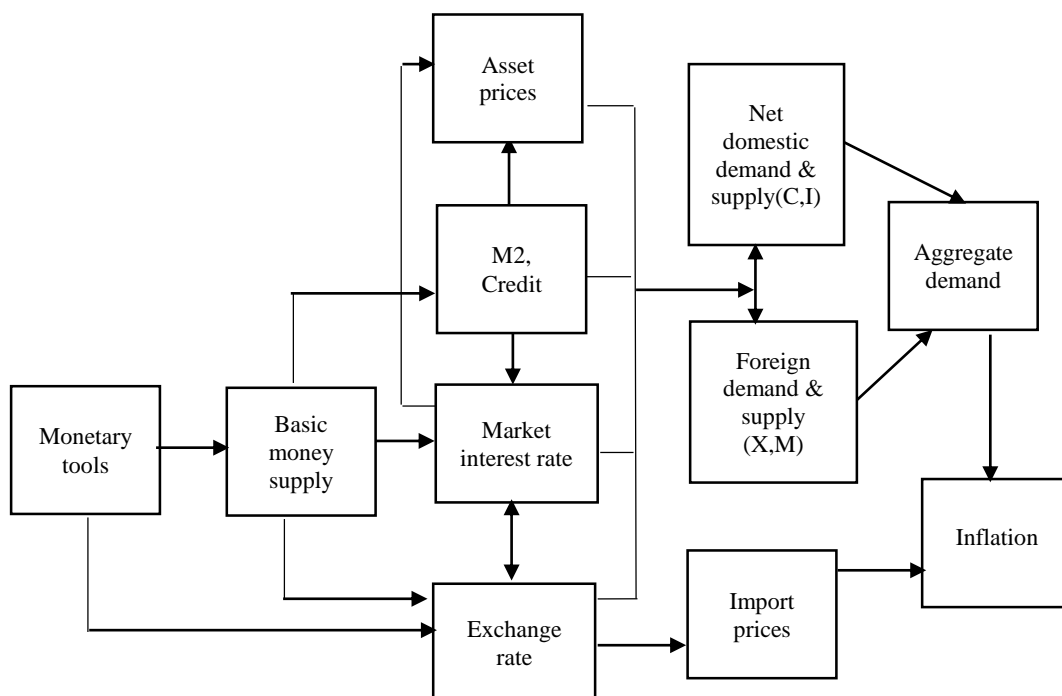 Asset
prices
Net
domestic
demand &
supply(C,I)
M2,
Credit
Aggregate
demand
Foreign
demand &
supply
(X,M)
Monetary
tools
Basic
money
supply
Market
interest rate
Inflation
Import
prices
Exchange
rate